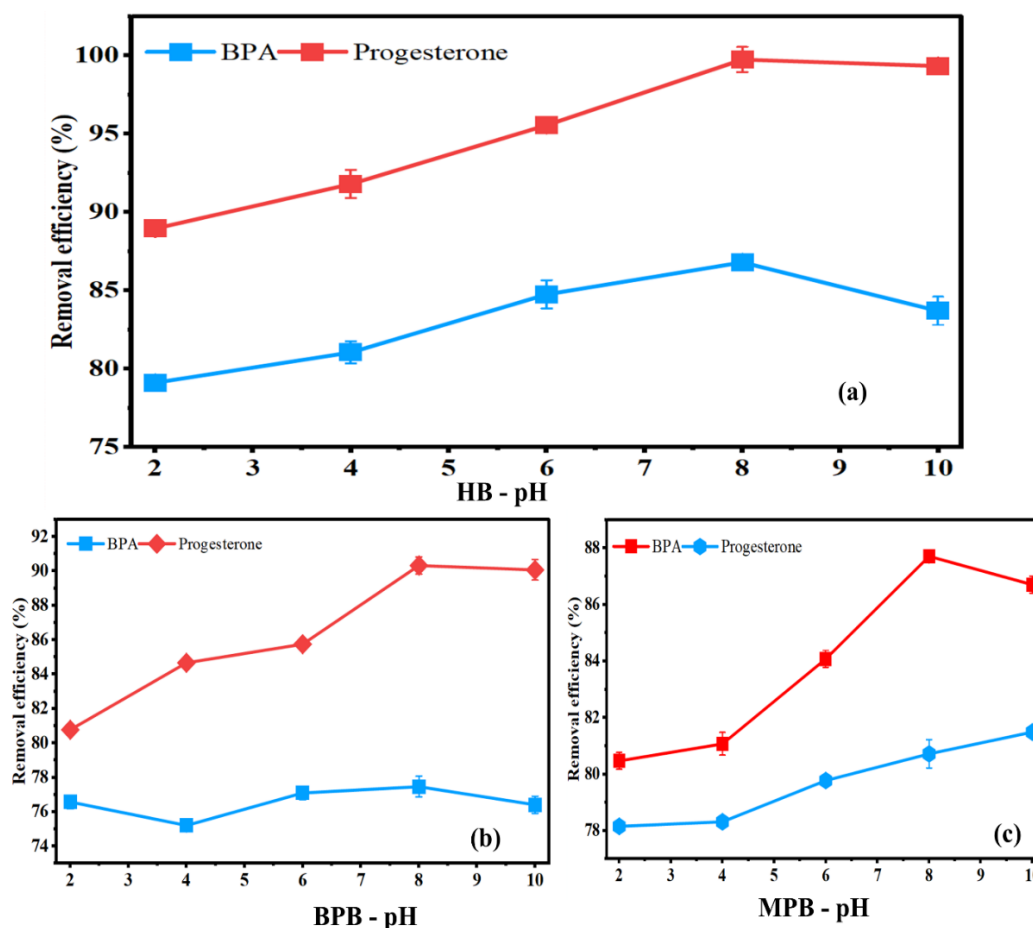 BPA Progesterone
Removal efficiency (%)
100
95
90
85
80
75
(a)
2 3 4 5 6 7 8 9 10
HB - pH
BPA Progesterone
Removal efficiency (%)
92
90
88
86
84
82
80
78
76
74
(b)
2 3 4 5 6 7 8 9 10
BPB - pH
BPA Progesterone
Removal efficiency (%)
88
86
84
82
80
78
(c)
2 3 4 5 6 7 8 9 10
MPB - pH